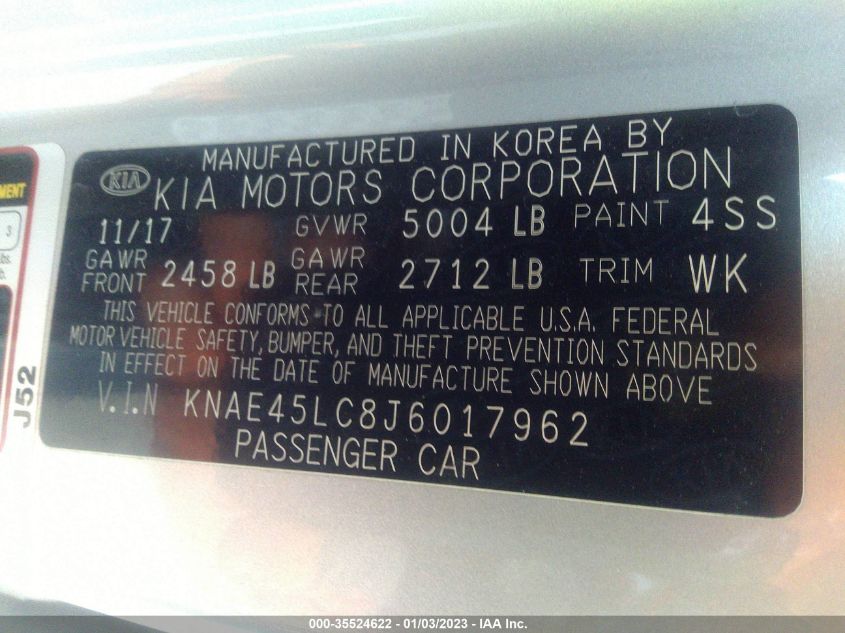 MANUFACTURED IN KOREA BY
KIA KIA MOTORS CORPORATION
11/17 GVWR 5004 LB PAINT 4SS
GAWR FRONT 2458 LB GAWR REAR 2712 LB TRIM WK
THIS VEHICLE CONFORMS TO ALL APPLICABLE U.S.A. FEDERAL
MOTOR VEHICLE SAFETY, BUMPER, AND THEFT PREVENTION STANDARDS
IN EFFECT ON THE DATE OF MANUFACTURE SHOWN ABOVE
V.I.N KNAE45LC8J6017962
PASSENGER CAR
J52
3
000-35524622 - 01/03/2023 - IAA Inc.